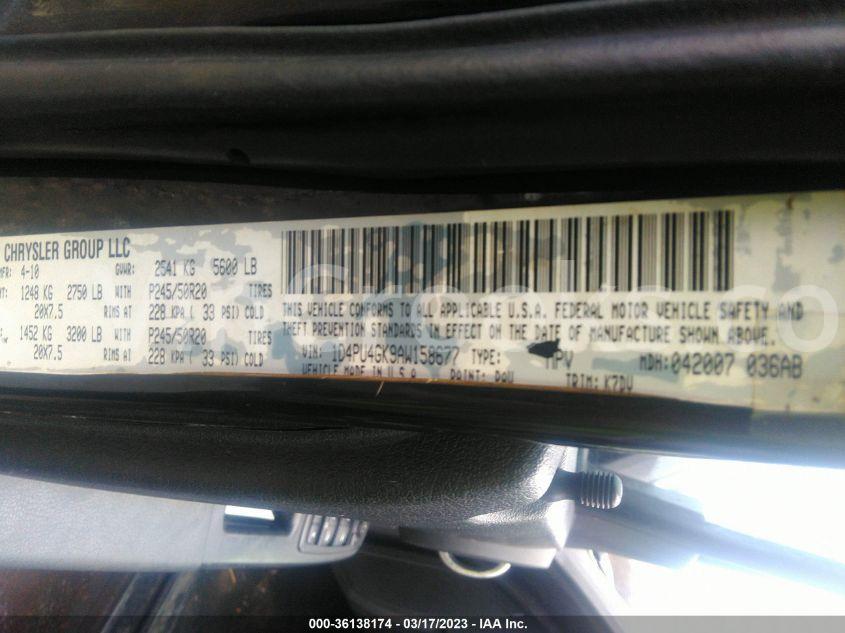 CHRYSLER GROUP LLC
MFR: 4-10 GVWR: 2541 KG 5600 LB
1248 KG 2750 LB WITH P245/50R20 TIRES
20X7.5 RIMS AT 228 KPA ( 33 PSI) COLD
1452 KG 3200 LB WITH P245/50R20 TIRES
20X7.5 RIMS AT 228 KPA ( 33 PSI) COLD
THIS VEHICLE CONFORMS TO ALL APPLICABLE U.S.A. FEDERAL MOTOR VEHICLE SAFETY AND
THEFT PREVENTION STANDARDS IN EFFECT ON THE DATE OF MANUFACTURE SHOWN ABOVE.
VIN: 1D4PU4GK9AW158677 TYPE: MPV MDH: 042007 036AB
VEHICLE MADE IN U.S.A PAINT: PAU TRIM: K7DV
000-36138174 / 03/17/2023 - IAA Inc.